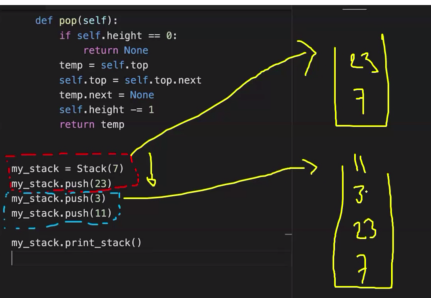 def pop(self):
if self.height == 0:
return None
temp = self.top
self.top = self.top.next
temp.next = None
self.height -= 1
return temp
my_stack = Stack(7)
my_stack.push(23)
my_stack.push(3)
my_stack.push(11)
my_stack.print_stack()
23
7
11
3
23
7